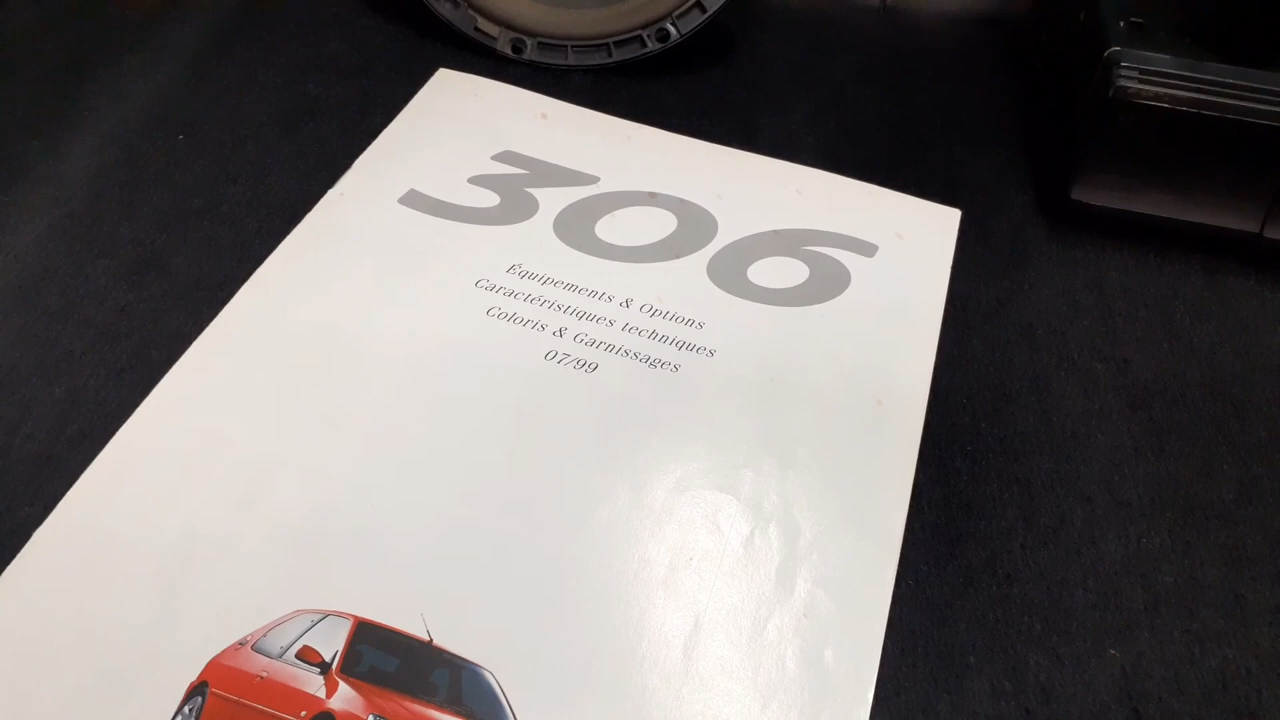 306
Équipements & Options
Caractéristiques techniques
Coloris & Garnissages
07/99